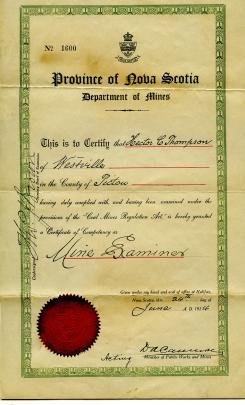 No 1600
Province of Nova Scotia
Department of Mines
This is to Certify that Hector C Thompson
of Westville
in the County of Pictou
having duly complied with and having been examined under the
provisions of the "Coal Mines Regulation Act," is hereby granted
a Certificate of Competency as
Mine Examiner
Given under my hand and seal of office at Halifax,
Nova Scotia, this 26th day of
June A.D. 19
Acting Minister of Public Works and Mines